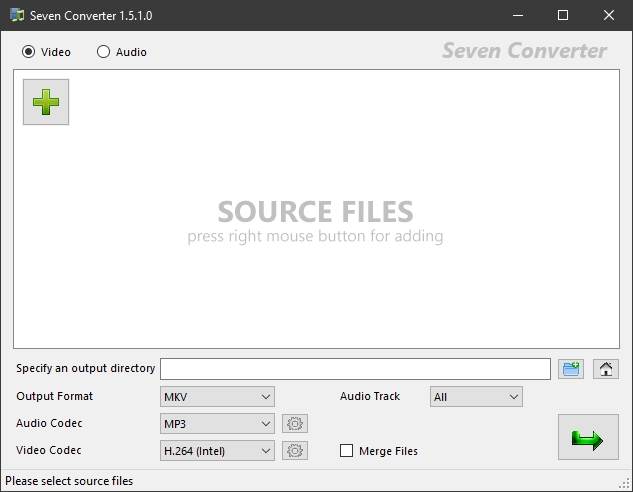 Seven Converter 1.5.1.0
Video Audio Seven Converter
SOURCE FILES
press right mouse button for adding
Specify an output directory
Output Format MKV Audio Track All
Audio Codec MP3
Video Codec H.264 (Intel) Merge Files
Please select source files